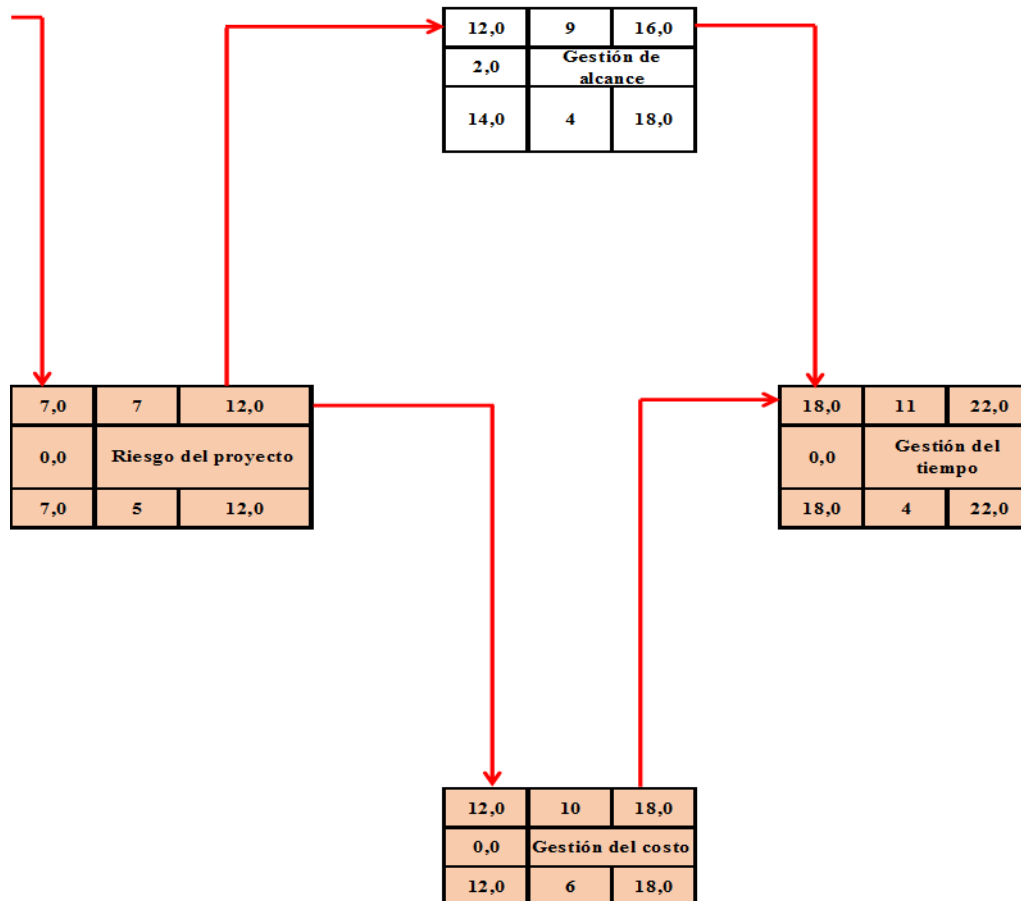 12,0 9 16,0
2,0 Gestión de
alcance
14,0 4 18,0
7,0 7 12,0
0,0 Riesgo del proyecto
7,0 5 12,0
18,0 11 22,0
0,0 Gestión del
tiempo
18,0 4 22,0
12,0 10 18,0
0,0 Gestión del costo
12,0 6 18,0